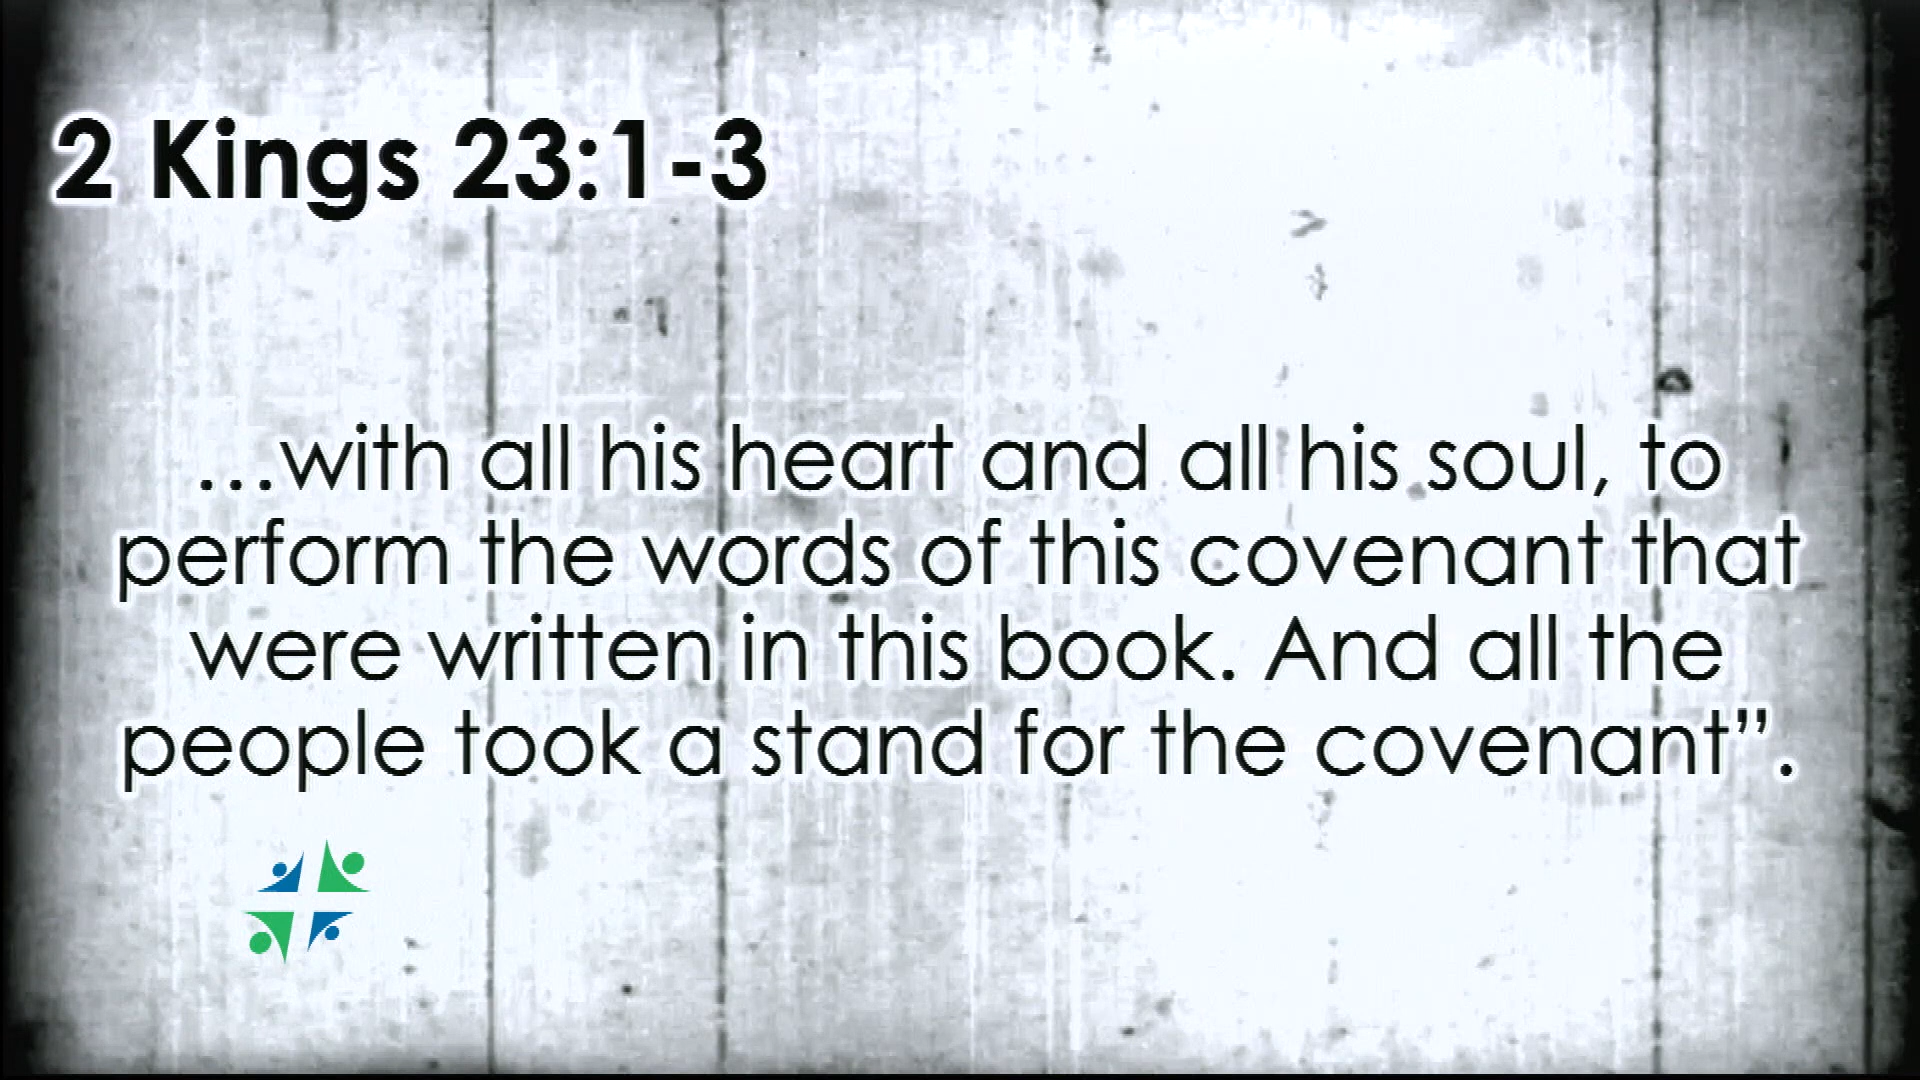 2 Kings 23:1-3
…with all his heart and all his soul, to
perform the words of this covenant that
were written in this book. And all the
people took a stand for the covenant”.